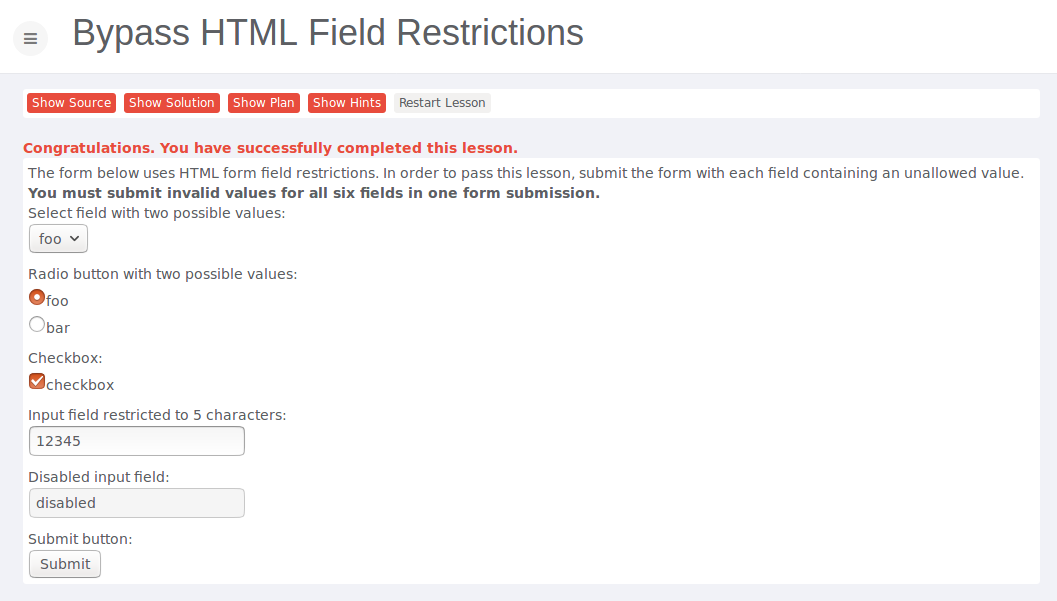 Bypass HTML Field Restrictions
Show Source Show Solution Show Plan Show Hints Restart Lesson
Congratulations. You have successfully completed this lesson.
The form below uses HTML form field restrictions. In order to pass this lesson, submit the form with each field containing an unallowed value.
You must submit invalid values for all six fields in one form submission.
Select field with two possible values:
foo
Radio button with two possible values:
foo
bar
Checkbox:
checkbox
Input field restricted to 5 characters:
12345
Disabled input field:
disabled
Submit button:
Submit